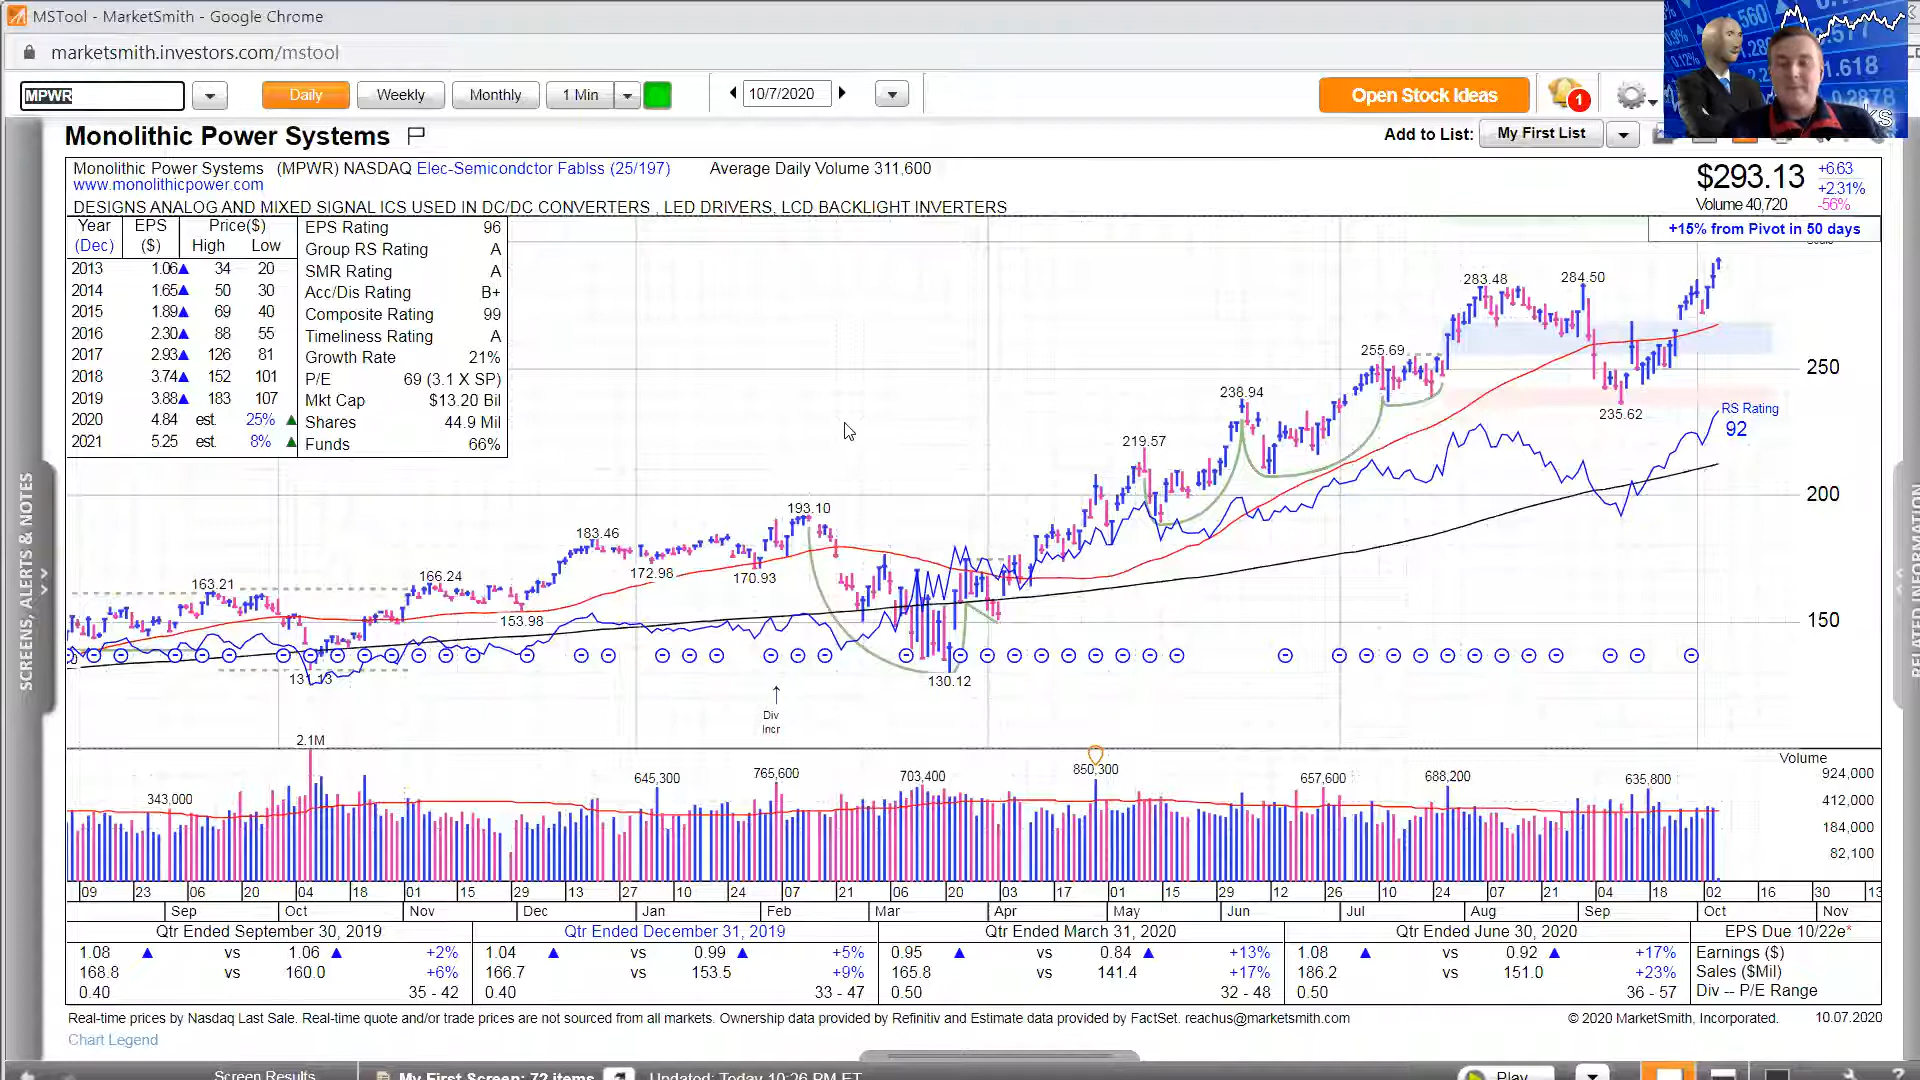 MSTool - MarketSmith - Google Chrome
marketsmith.investors.com/mstool
MPWR Daily Weekly Monthly 1 Min 10/7/2020 Open Stock Ideas 1
Monolithic Power Systems Add to List: My First List
Monolithic Power Systems (MPWR) NASDAQ Elec-Semicondctor Fablss (25/197) Average Daily Volume 311,600
www.monolithicpower.com
DESIGNS ANALOG AND MIXED SIGNAL ICS USED IN DC/DC CONVERTERS , LED DRIVERS, LCD BACKLIGHT INVERTERS
$293.13 +6.63
+2.31%
Volume 40,720 -56%
+15% from Pivot in 50 days
Year EPS Price($)
(Dec) ($) High Low
2013 1.06 34 20
2014 1.65 50 30
2015 1.89 69 40
2016 2.30 88 55
2017 2.93 126 81
2018 3.74 152 101
2019 3.88 183 107
2020 4.84 est. 25%
2021 5.25 est. 8%
EPS Rating 96
Group RS Rating A
SMR Rating A
Acc/Dis Rating B+
Composite Rating 99
Timeliness Rating A
Growth Rate 21%
P/E 69 (3.1 X SP)
Mkt Cap $13.20 Bil
Shares 44.9 Mil
Funds 66%
283.48 284.50
255.69
250
238.94
235.62
RS Rating
92
219.57
200
193.10
183.46
172.98 170.93
163.21 166.24
153.98
150
131.13 130.12
Div
Incr
2.1M
Volume
343,000 645,300 765,600 703,400 850,300 657,600 688,200 635,800
924,000
412,000
184,000
82,100
09 23 06 20 04 18 01 15 29 13 27 10 24 07 21 06 20 03 17 01 15 29 12 26 10 24 07 21 04 18 02 16 30 13
Sep Oct Nov Dec Jan Feb Mar Apr May Jun Jul Aug Sep Oct Nov
Qtr Ended September 30, 2019 Qtr Ended December 31, 2019 Qtr Ended March 31, 2020 Qtr Ended June 30, 2020 EPS Due 10/22e*
1.08 vs 1.06 +2% 1.04 vs 0.99 +5% 0.95 vs 0.84 +13% 1.08 vs 0.92 +17% Earnings ($)
168.8 vs 160.0 +6% 166.7 vs 153.5 +9% 165.8 vs 141.4 +17% 186.2 vs 151.0 +23% Sales ($Mil)
0.40 35 - 42 0.40 33 - 47 0.50 32 - 48 0.50 36 - 57 Div -- P/E Range
Real-time prices by Nasdaq Last Sale. Real-time quote and/or trade prices are not sourced from all markets. Ownership data provided by Refinitiv and Estimate data provided by FactSet. reachus@marketsmith.com © 2020 MarketSmith, Incorporated. 10.07.2020
Chart Legend
SCREENS, ALERTS & NOTES
RELATED INFORMATION
Screen Results My First Screen: 72 items Updated: Today 10:26 PM ET Play